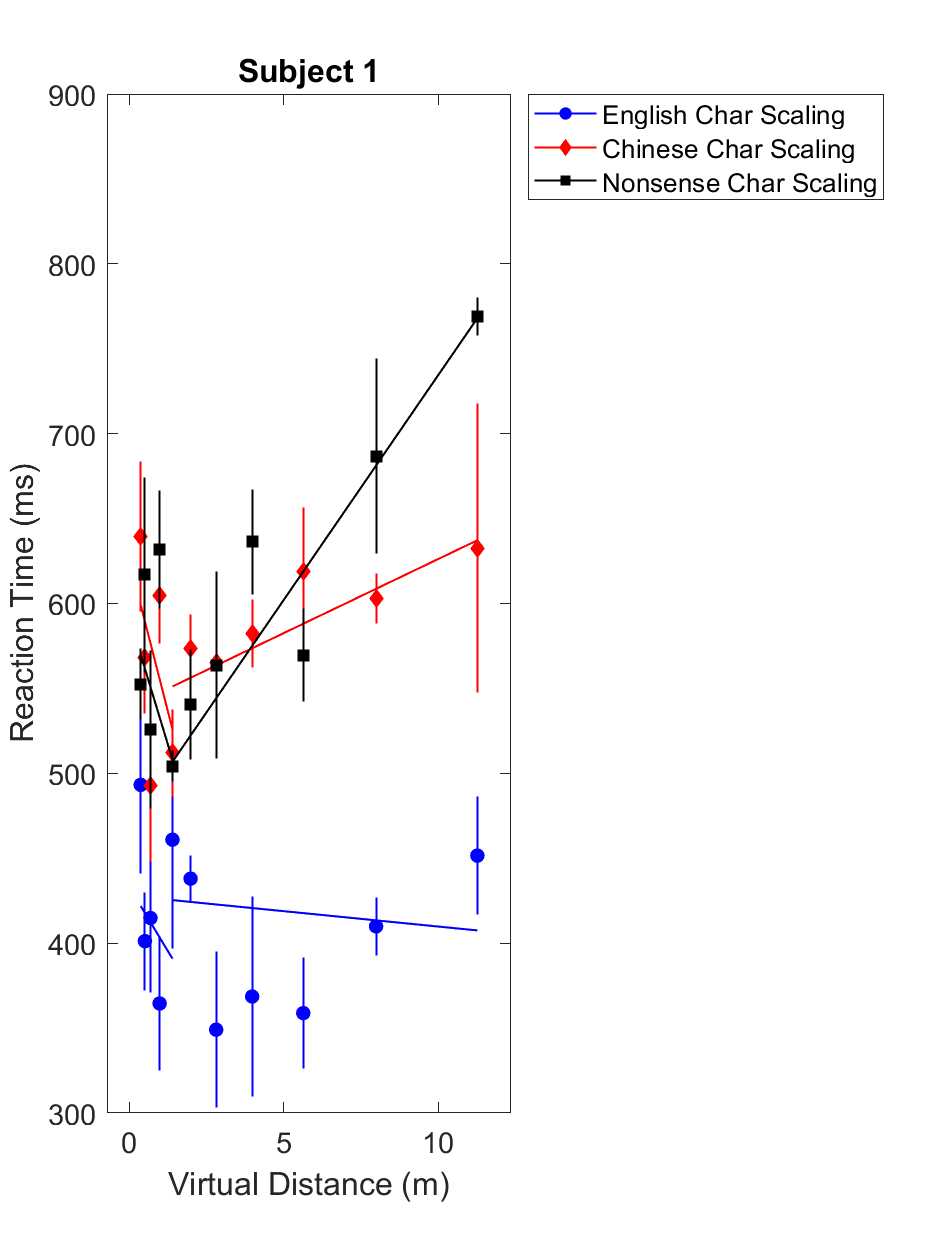 Subject 1
900
800
700
600
500
400
300
Reaction Time (ms)
0 5 10
Virtual Distance (m)
English Char Scaling
Chinese Char Scaling
Nonsense Char Scaling